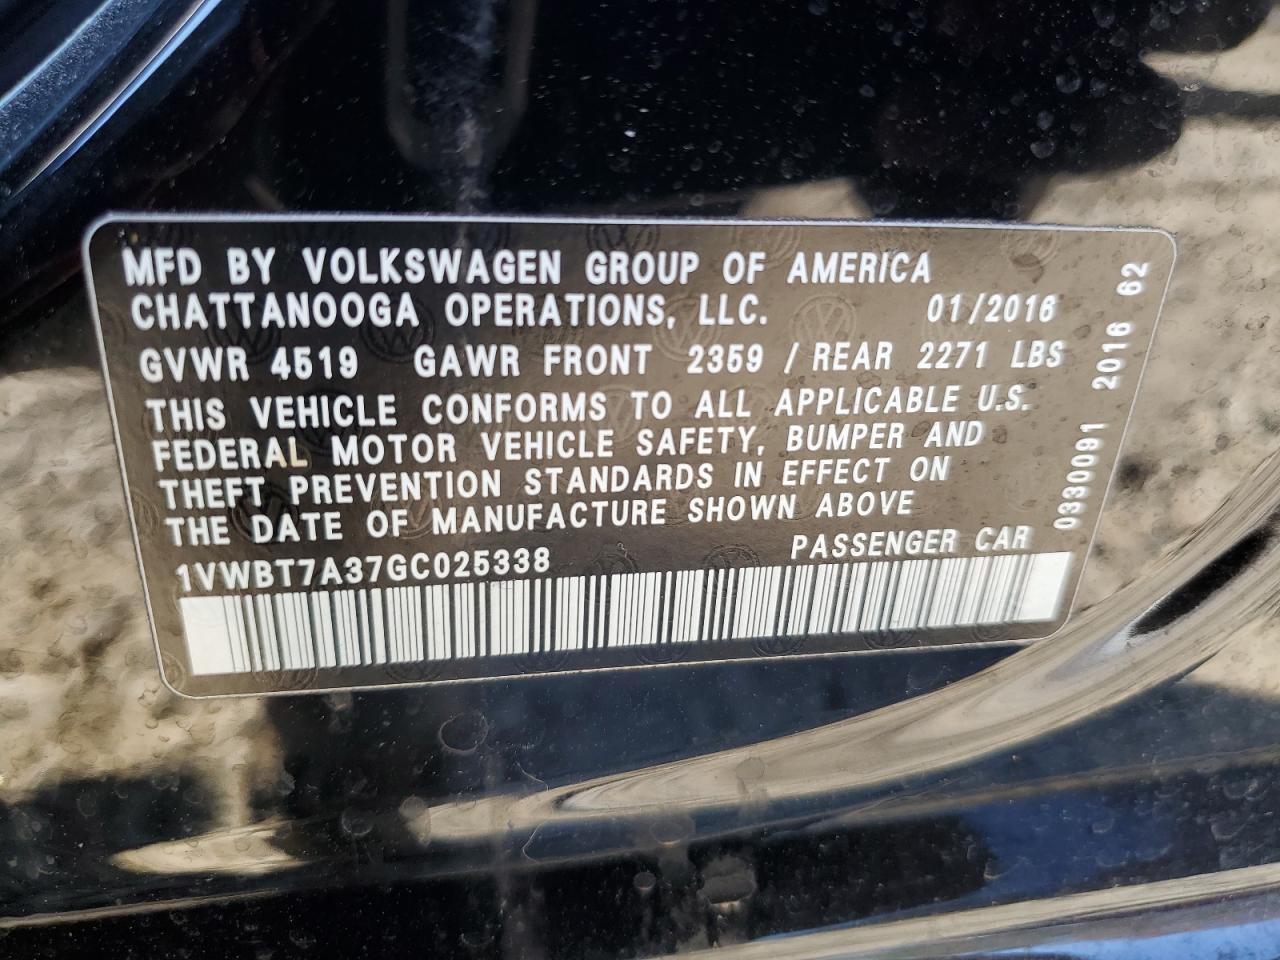 MFD BY VOLKSWAGEN GROUP OF AMERICA
CHATTANOOGA OPERATIONS, LLC. 01/2016
GVWR 4519 GAWR FRONT 2359 / REAR 2271 LBS
THIS VEHICLE CONFORMS TO ALL APPLICABLE U.S.
FEDERAL MOTOR VEHICLE SAFETY, BUMPER AND
THEFT PREVENTION STANDARDS IN EFFECT ON
THE DATE OF MANUFACTURE SHOWN ABOVE
1VWBT7A37GC025338 PASSENGER CAR
0330091 2016 62